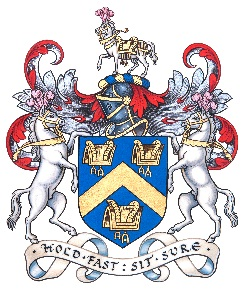 · HOLD · FAST : SIT · SURE ·